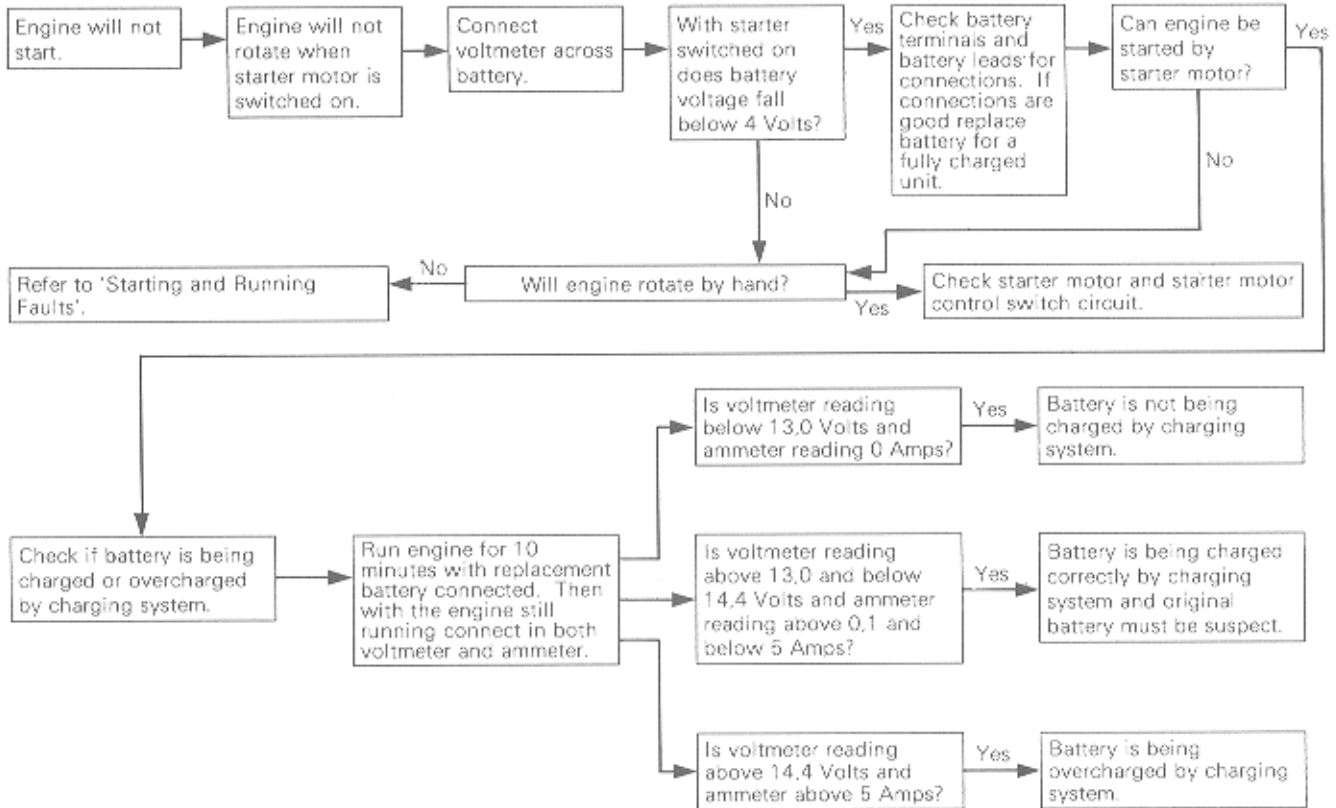 Engine will not
start.
Engine will not
rotate when
starter motor is
switched on.
Connect
voltmeter across
battery.
With starter
switched on
does battery
voltage fall
below 4 Volts?
Yes
Check battery
terminals and
battery leads for
connections. If
connections are
good replace
battery for a
fully charged
unit.
Can engine be
started by
starter motor?
Yes
No
No
Refer to 'Starting and Running
Faults'.
No
Will engine rotate by hand?
Yes
Check starter motor and starter motor
control switch circuit.
Check if battery is being
charged or overcharged
by charging system.
Run engine for 10
minutes with replacement
battery connected. Then
with the engine still
running connect in both
voltmeter and ammeter.
Is voltmeter reading
below 13,0 Volts and
ammeter reading 0 Amps?
Yes
Battery is not being
charged by charging
system.
Is voltmeter reading
above 13,0 and below
14,4 Volts and ammeter
reading above 0,1 and
below 5 Amps?
Yes
Battery is being charged
correctly by charging
system and original
battery must be suspect.
Is voltmeter reading
above 14,4 Volts and
ammeter above 5 Amps?
Yes
Battery is being
overcharged by charging
system.